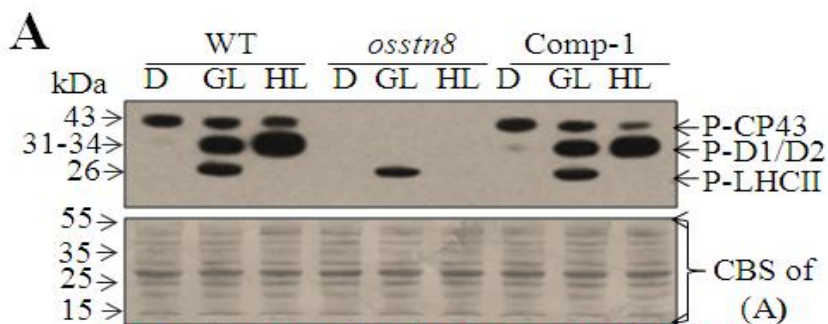 A
WT osstn8 Comp-1
kDa D GL HL D GL HL D GL HL
43 P-CP43
31-34 P-D1/D2
26 P-LHCII
55
35
25 CBS of
15 (A)